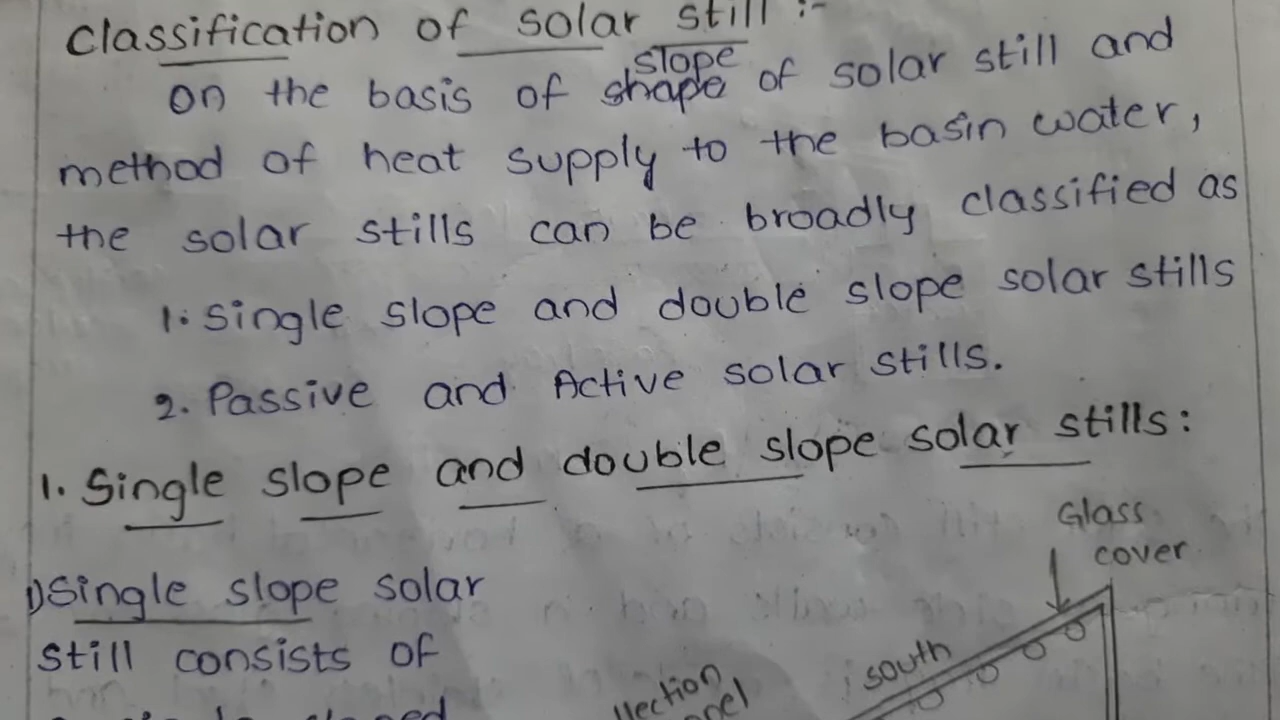 Classification of solar still :-
slope
on the basis of shape of solar still and
method of heat supply to the basin water,
the solar stills can be broadly classified as
1. Single slope and double slope solar stills
2. Passive and Active solar stills.
1. Single slope and double slope solar stills:
Glass
cover
1) Single slope solar
still consists of
south